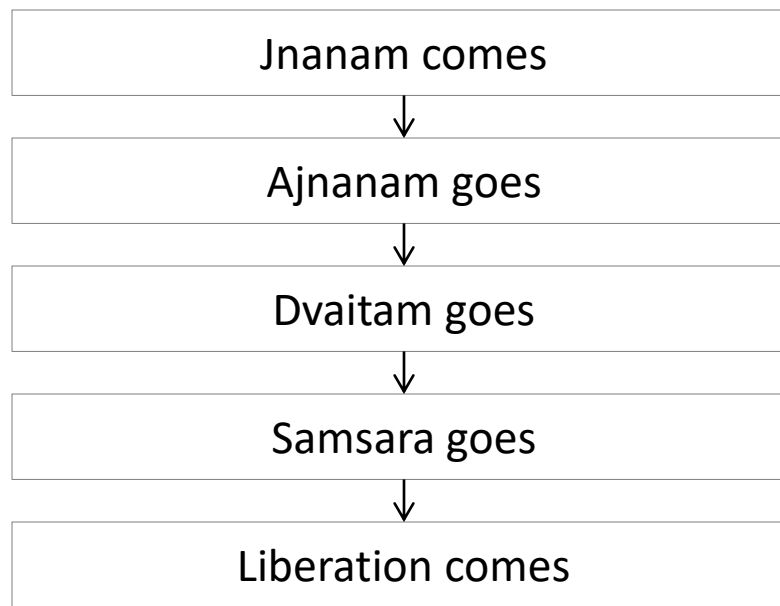 Jnanam comes
Ajnanam goes
Dvaitam goes
Samsara goes
Liberation comes